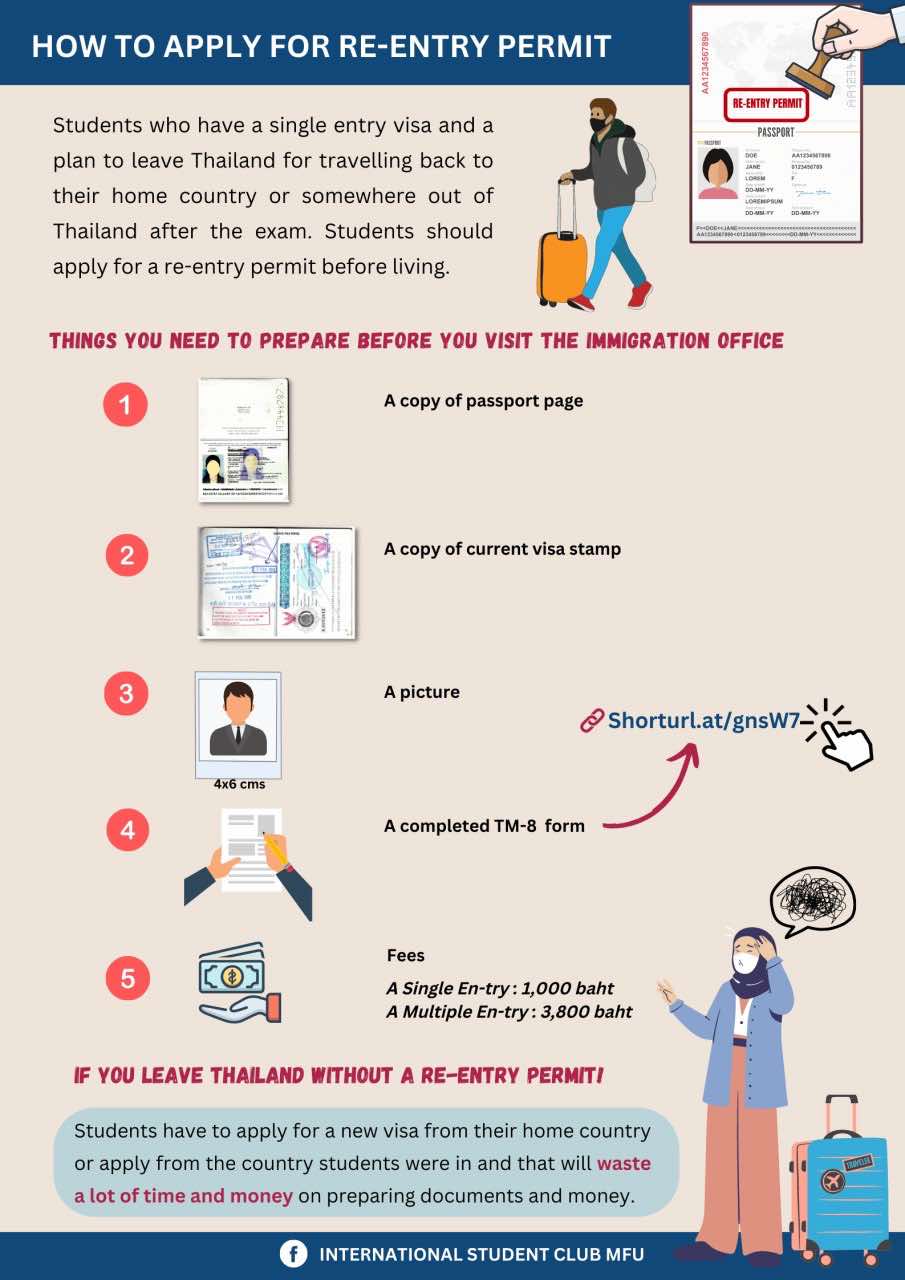 HOW TO APPLY FOR RE-ENTRY PERMIT
AA1234567890
RE-ENTRY PERMIT
PASSPORT
PASSPORT
DOE
AA1234567896
JANE
0123456789
LOREM
F
DD-MM-YY
LOREMIPSUM
DD-MM-YY
DD-MM-YY
Students who have a single entry visa and a
plan to leave Thailand for travelling back to
their home country or somewhere out of
Thailand after the exam. Students should
apply for a re-entry permit before living.
THINGS YOU NEED TO PREPARE BEFORE YOU VISIT THE IMMIGRATION OFFICE
1
A copy of passport page
2
A copy of current visa stamp
3
A picture
4x6 cms
Shorturl.at/gnsW7
4
A completed TM-8 form
5
Fees
A Single En-try : 1,000 baht
A Multiple En-try : 3,800 baht
IF YOU LEAVE THAILAND WITHOUT A RE-ENTRY PERMIT!
Students have to apply for a new visa from their home country
or apply from the country students were in and that will waste
a lot of time and money on preparing documents and money.
TRAVELER
INTERNATIONAL STUDENT CLUB MFU